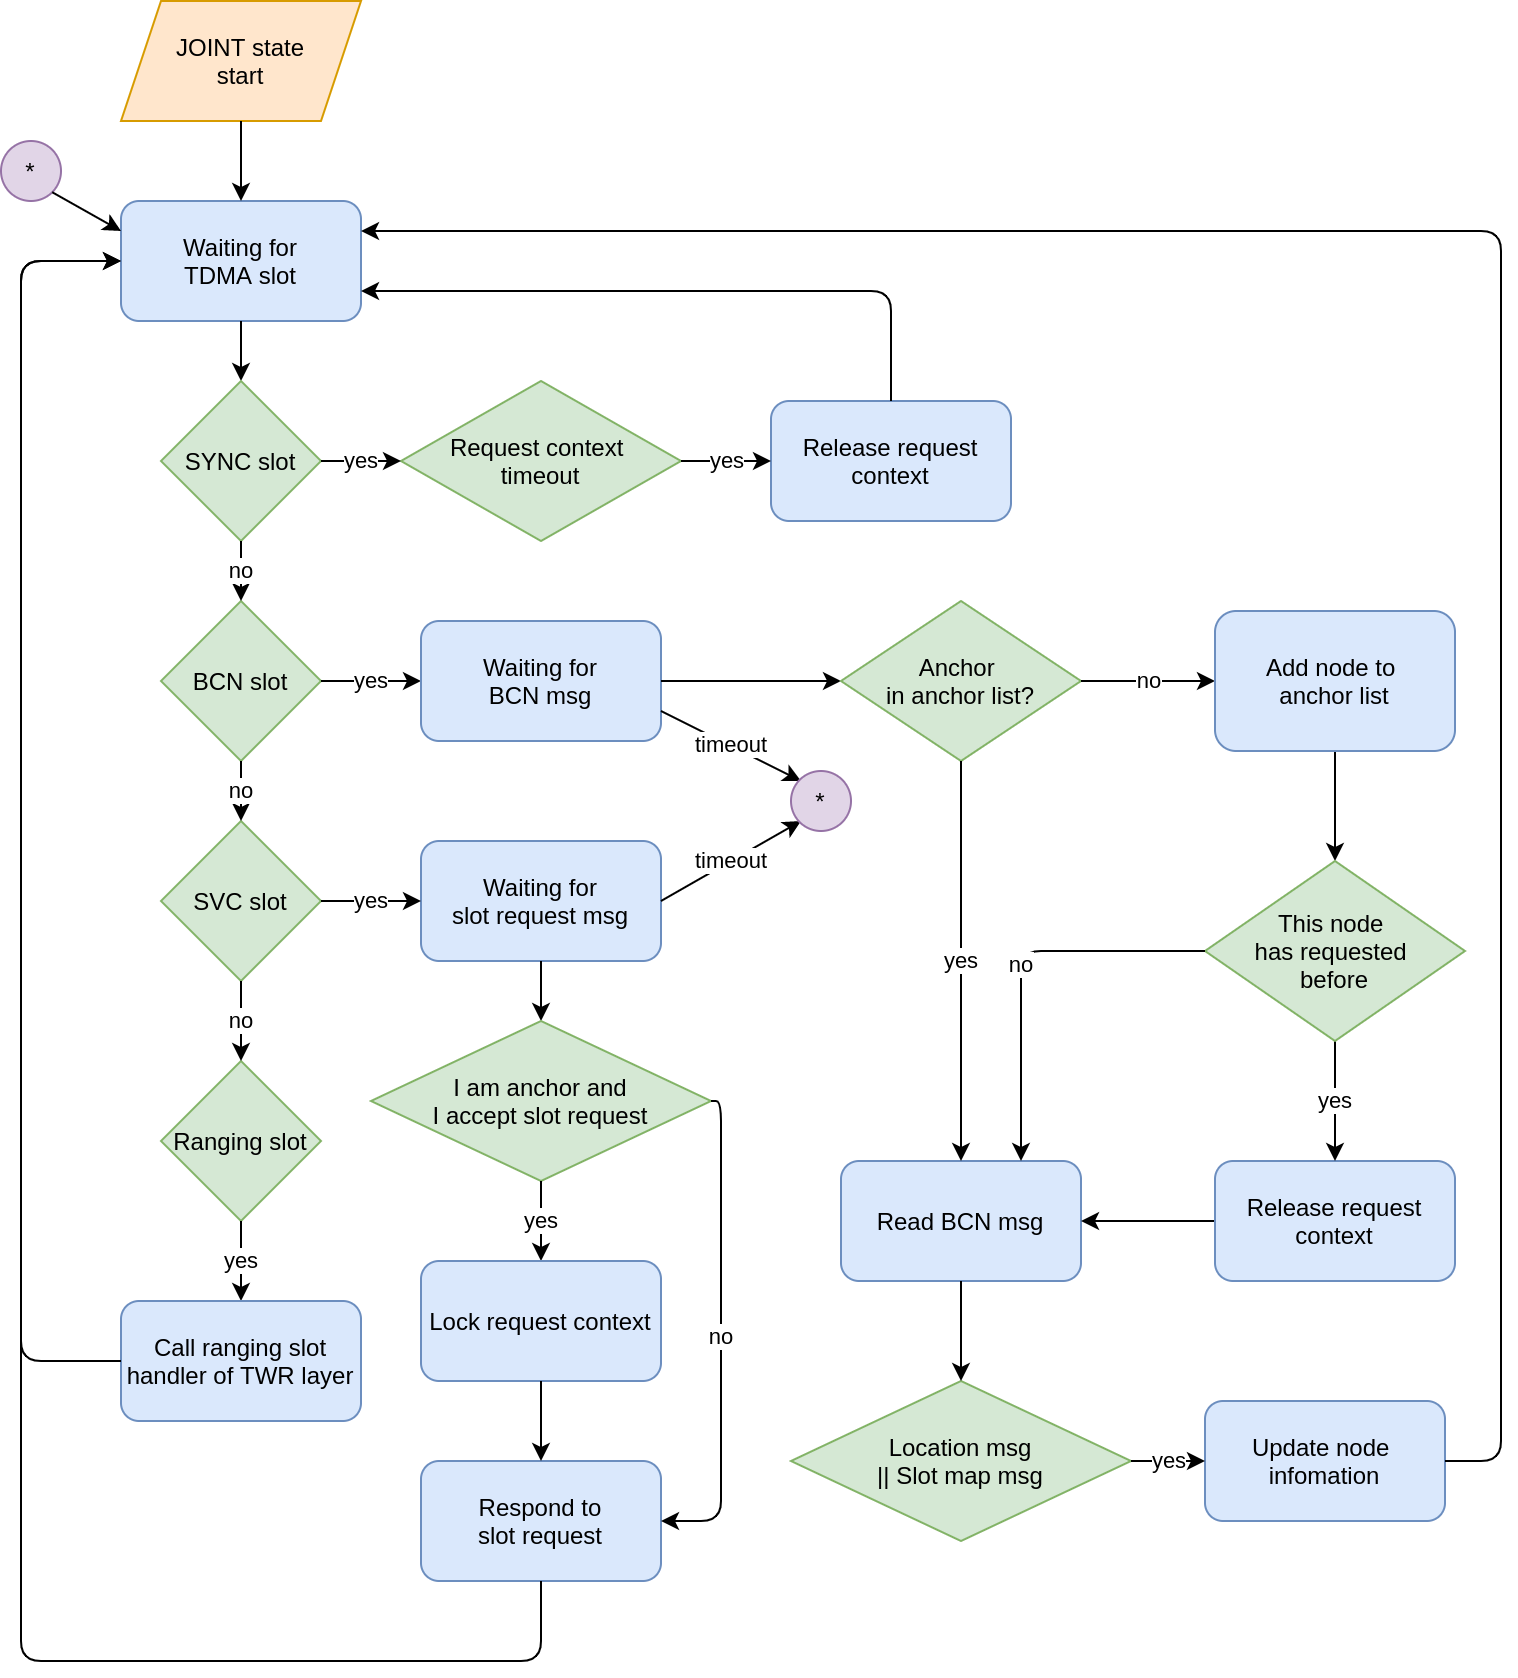 JOINT state
start
*
Waiting for
TDMA slot
SYNC slot
yes
Request context
timeout
yes
Release request
context
no
BCN slot
yes
Waiting for
BCN msg
Anchor
in anchor list?
no
Add node to
anchor list
timeout
*
no
SVC slot
yes
Waiting for
slot request msg
timeout
This node
has requested
before
yes
no
no
I am anchor and
I accept slot request
yes
Ranging slot
yes
Read BCN msg
Release request
context
yes
yes
Lock request context
no
Call ranging slot
handler of TWR layer
Location msg
|| Slot map msg
yes
Update node
infomation
Respond to
slot request